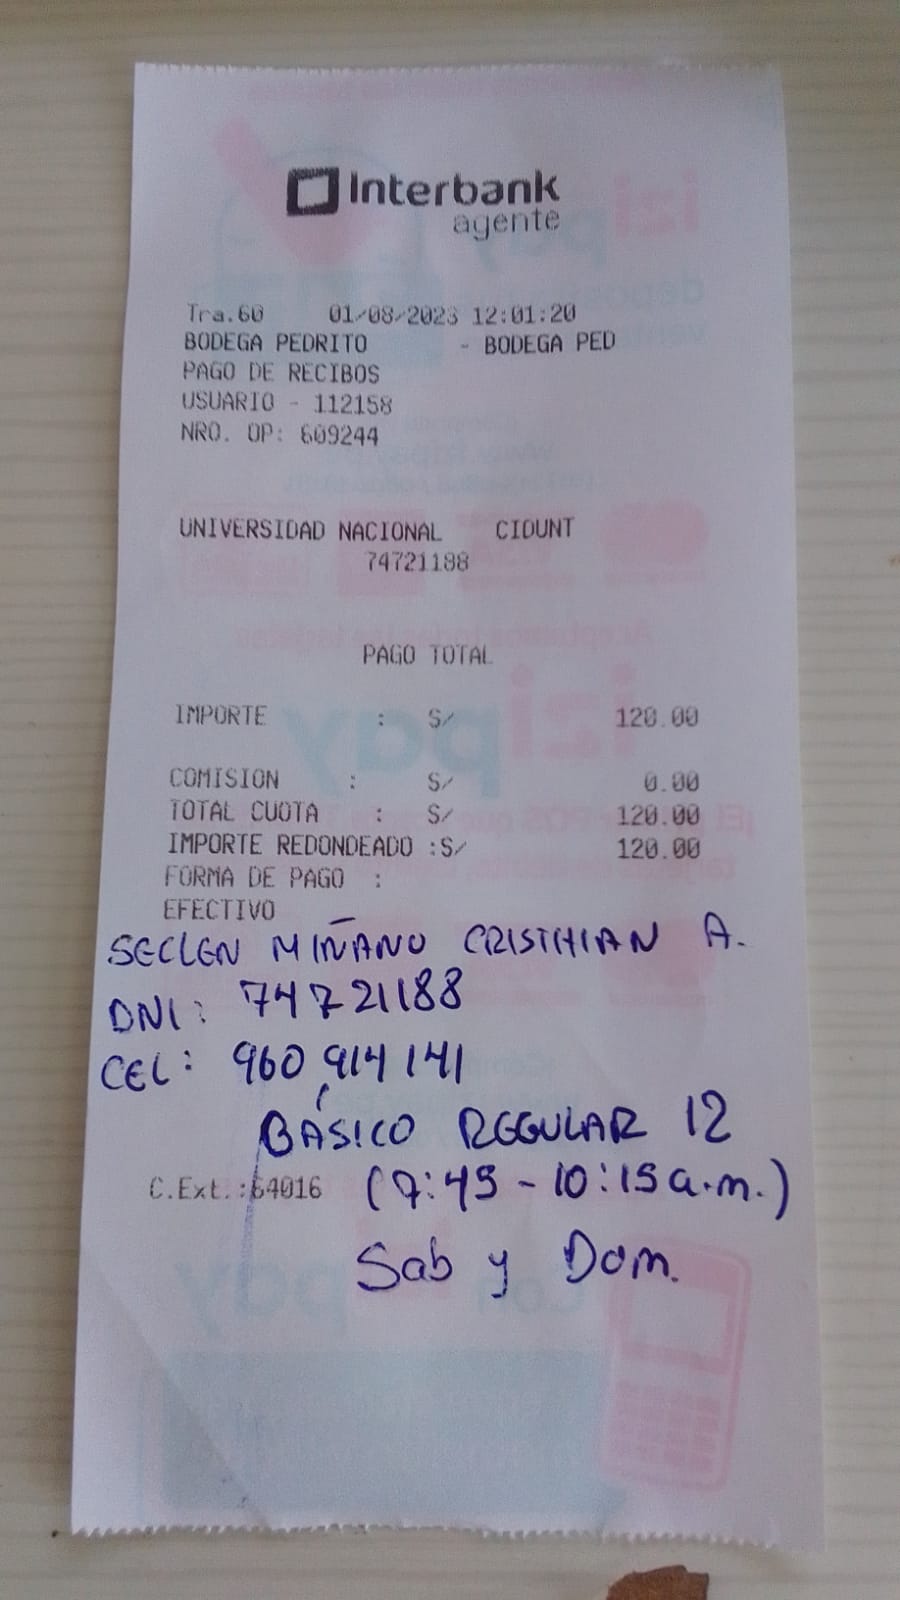 Interbank
agente
Tra.60 01/08/2023 12:01:20
BODEGA PEDRITO - BODEGA PED
PAGO DE RECIBOS
USUARIO - 112158
NRO. OP: 609244
UNIVERSIDAD NACIONAL CIDUNT
74721188
PAGO TOTAL
IMPORTE : S/ 120.00
COMISION : S/ 0.00
TOTAL CUOTA : S/ 120.00
IMPORTE REDONDEADO :S/ 120.00
FORMA DE PAGO :
EFECTIVO
SECLEN MIÑANO CRISTHIAN A.
DNI: 74721188
CEL: 960 914 141
BÁSICO REGULAR 12
C.Ext.:64016 (7:45 - 10:15 a.m.)
Sab y Dom.